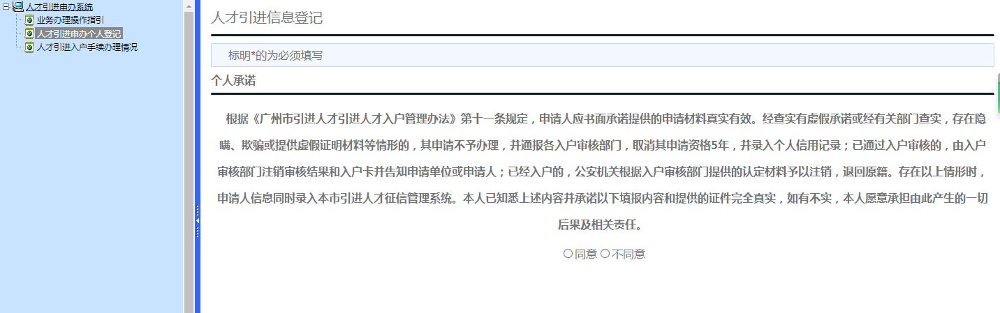 人才引进申办系统
业务办理操作指引
人才引进申办个人登记
人才引进入户手续办理情况
人才引进信息登记
标明*的为必须填写
个人承诺
根据《广州市引进人才引进人才入户管理办法》第十一条规定，申请人应书面承诺提供的申请材料真实有效。经查实有虚假承诺或经有关部门查实，存在隐
瞒、欺骗或提供虚假证明材料等情形的，其申请不予办理，并通报各入户审核部门，取消其申请资格5年，并录入个人信用记录；已通过入户审核的，由入户
审核部门注销审核结果和入户卡并告知申请单位或申请人；已经入户的，公安机关根据入户审核部门提供的认定材料予以注销，退回原籍。存在以上情形时，
申请人信息同时录入本市引进人才征信管理系统。本人已知悉上述内容并承诺以下填报内容和提供的证件完全真实，如有不实，本人愿意承担由此产生的一切
后果及相关责任。
同意 不同意